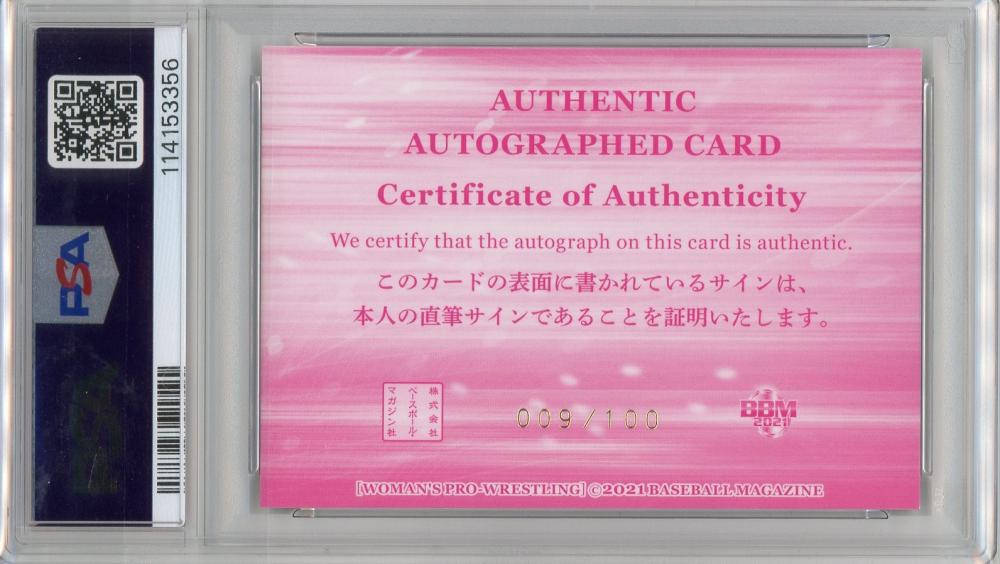 114153356
PSA
AUTHENTIC
AUTOGRAPHED CARD
Certificate of Authenticity
We certify that the autograph on this card is authentic.
このカードの表面に書かれているサインは、
本人の直筆サインであることを証明いたします。
株式会社
ベースボール・
マガジン社
009/100
BBM
2021
[WOMAN'S PRO-WRESTLING] ©2021 BASEBALL MAGAZINE